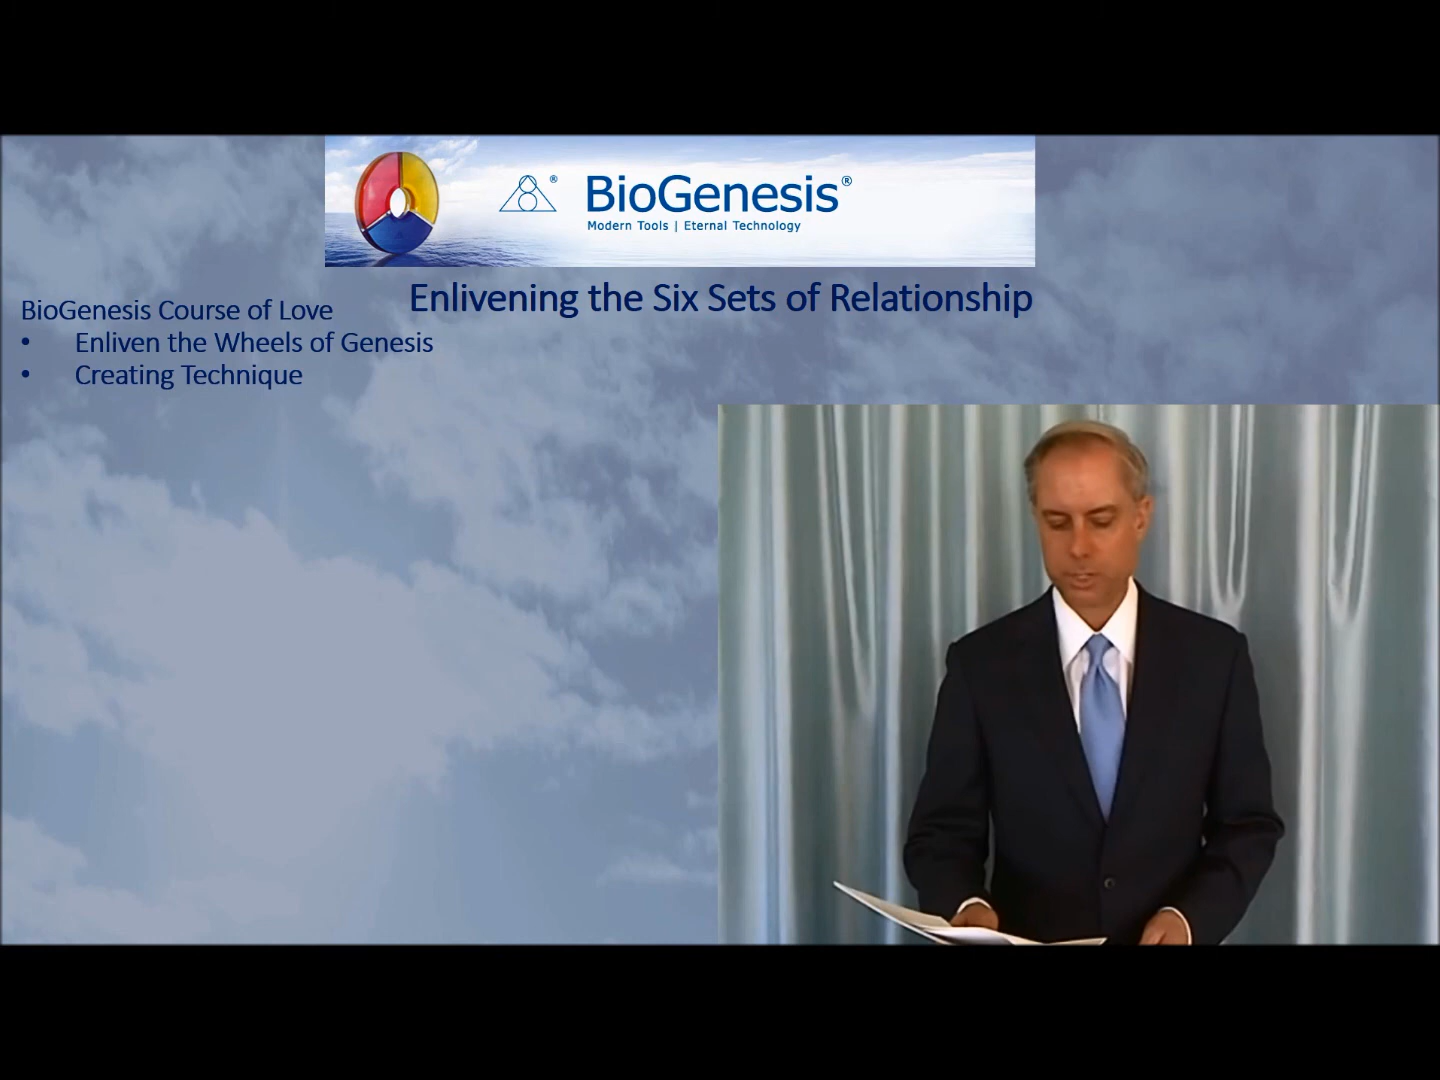 BioGenesis®
®
Modern Tools | Eternal Technology
Enlivening the Six Sets of Relationship
BioGenesis Course of Love
• Enliven the Wheels of Genesis
• Creating Technique